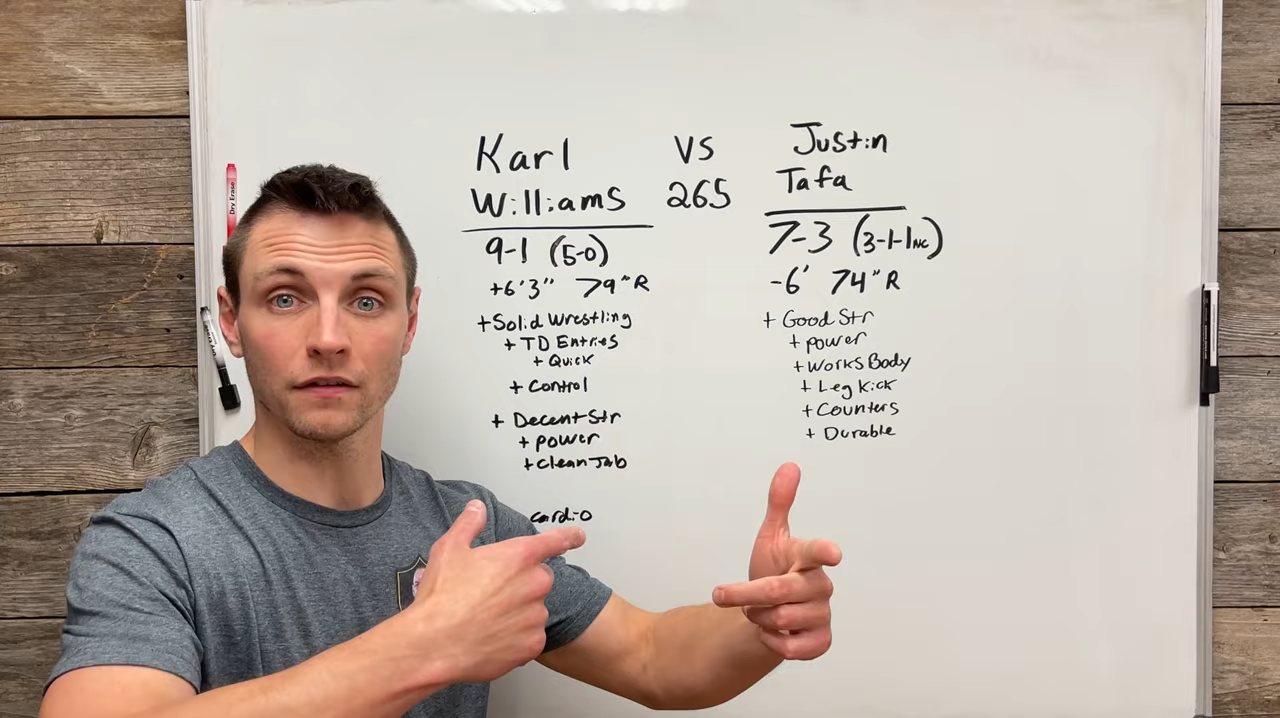 Karl
Williams
VS
265
Justin
Tafa
9-1 (5-0)
+6'3" 79"R
+Solid Wrestling
+TD Entries
+Quick
+Control
+Decent Str
+power
+cleanJab
cardio
7-3 (3-1-1NC)
-6' 74"R
+Good Str
+power
+Works Body
+Leg Kick
+Counters
+Durable
Dry Erase